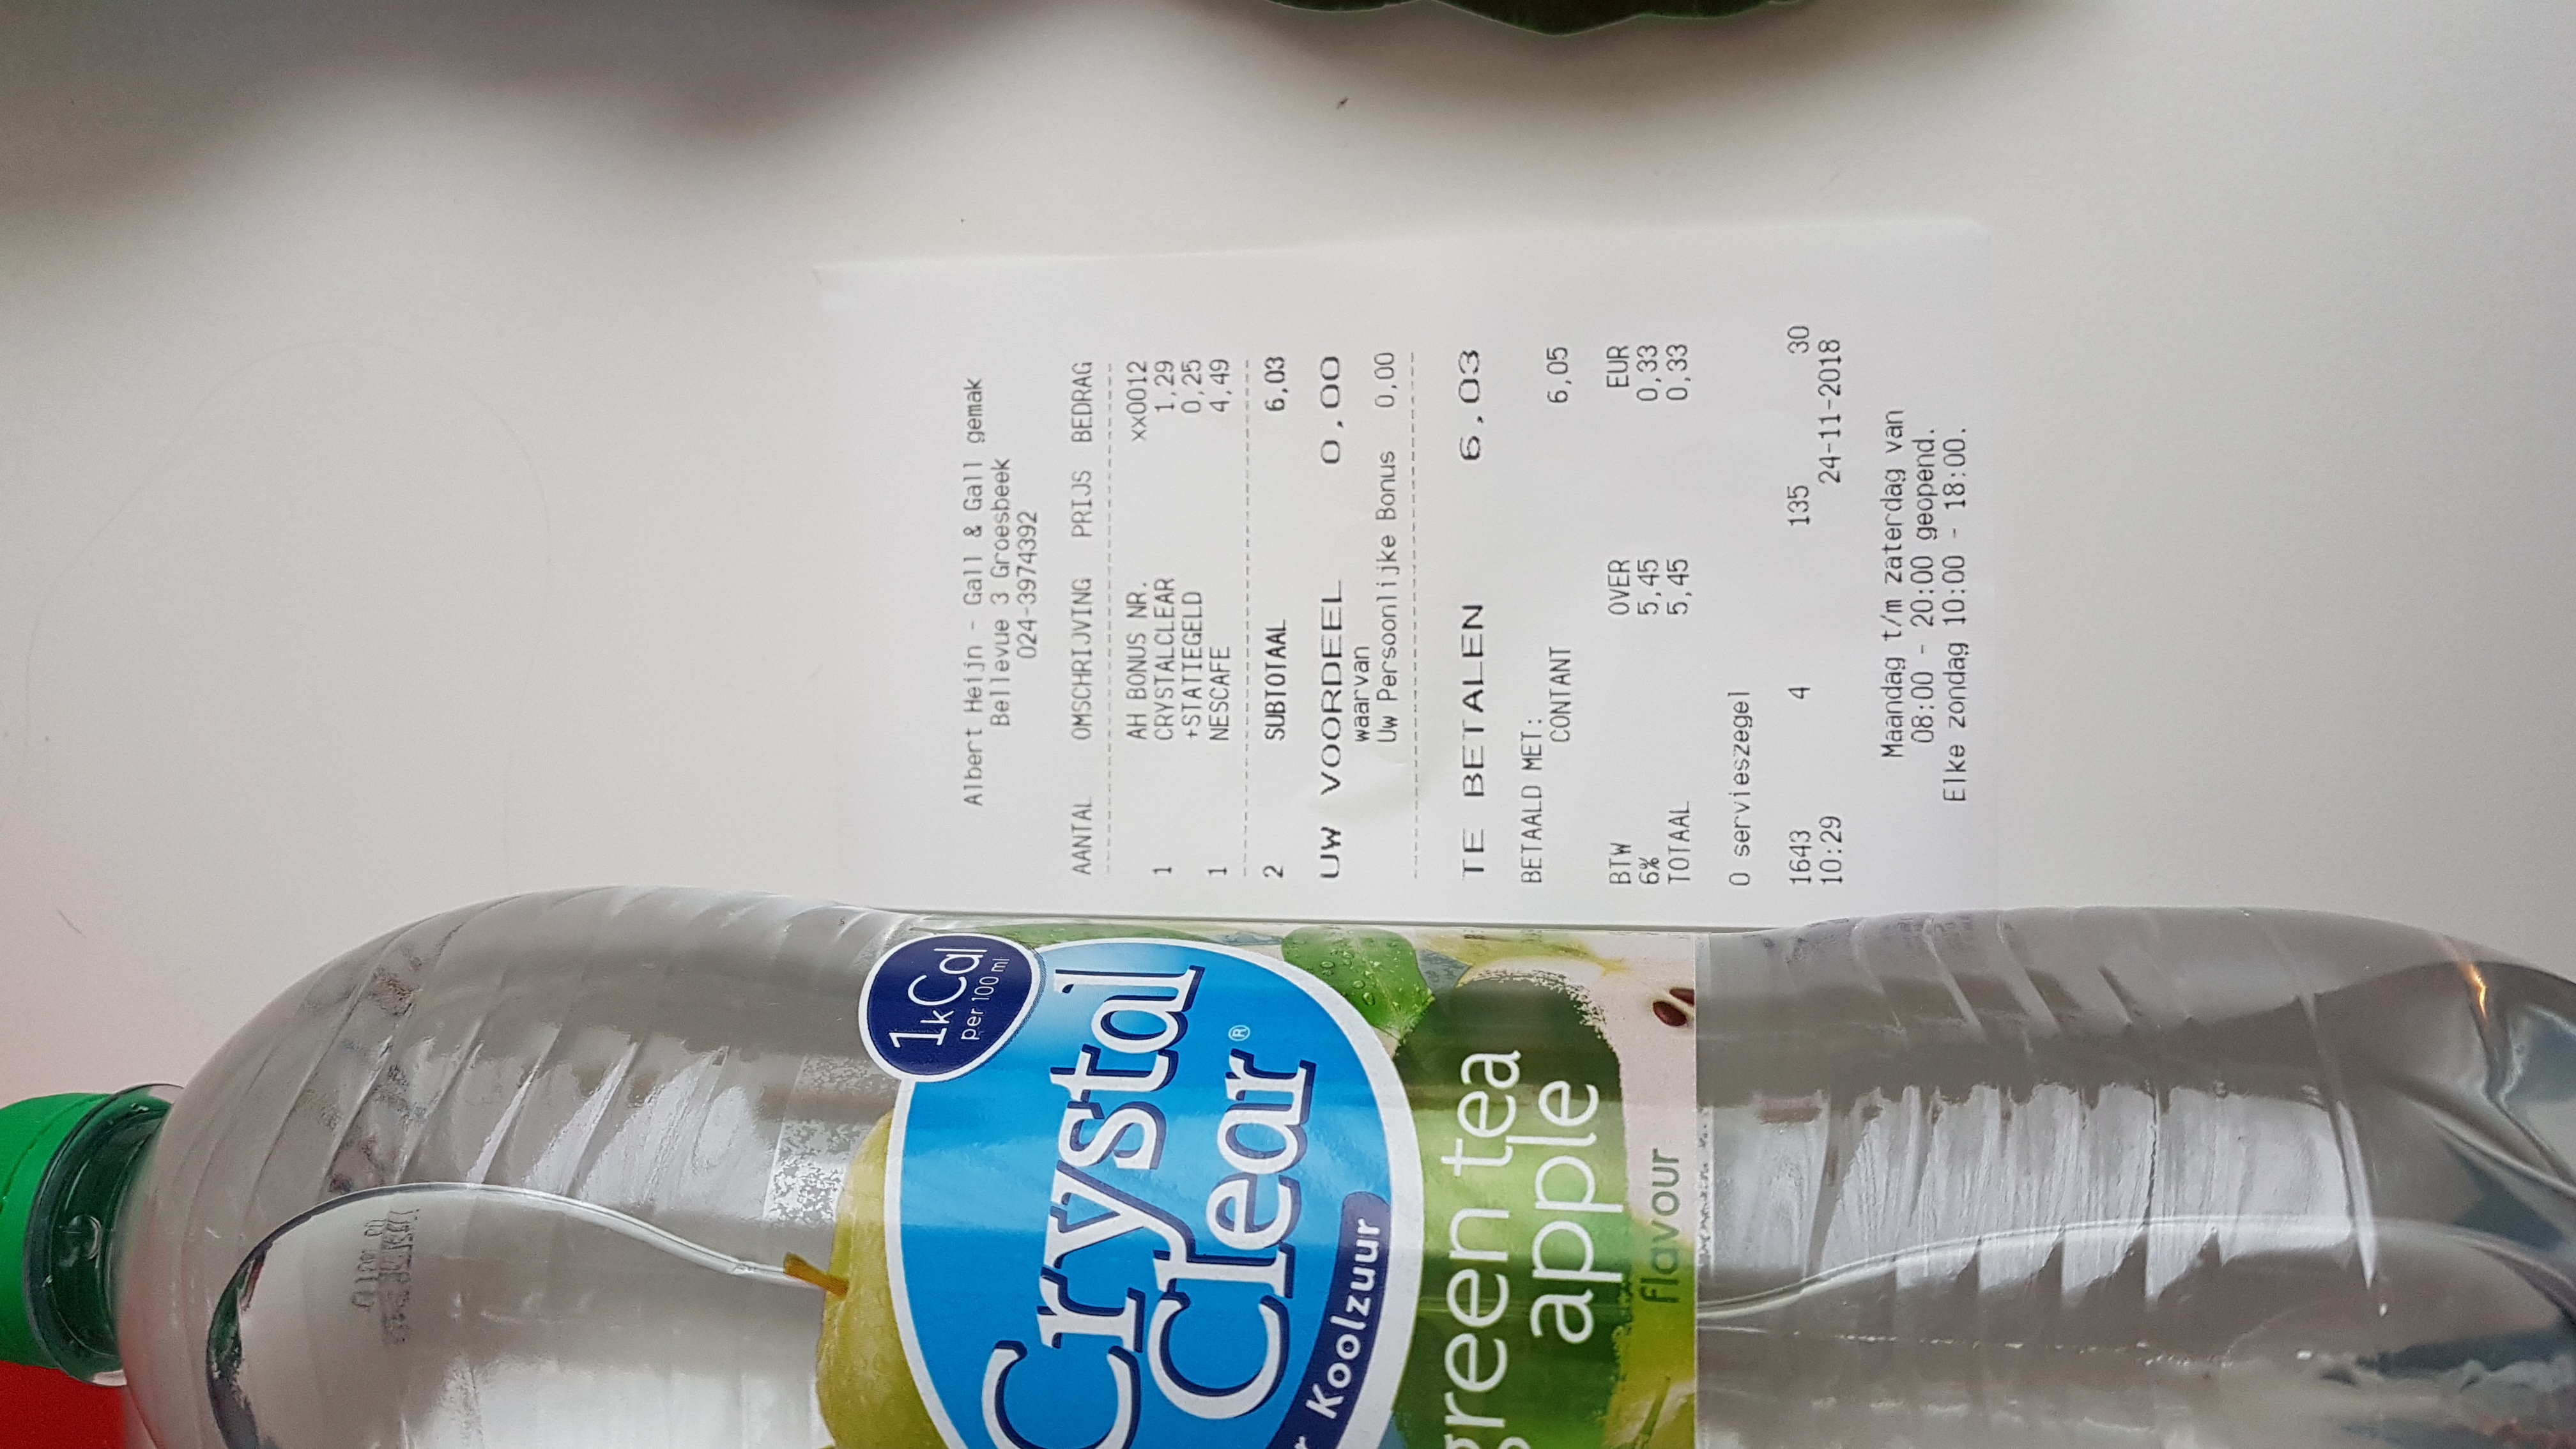 1kCal
per 100 ml
Crystal
Clear®
Koolzuur
green tea
apple
flavour
Albert Heijn - Gall & Gall gemak
Bellevue 3 Groesbeek
024-3974392
AANTAL OMSCHRIJVING PRIJS BEDRAG
AH BONUS NR. xx0012
1 CRYSTALCLEAR 1,29
+STATIEGELD 0,25
1 NESCAFE 4,49
2 SUBTOTAAL 6,03
UW VOORDEEL 0,00
waarvan
Uw Persoonlijke Bonus 0,00
TE BETALEN 6,03
BETAALD MET:
CONTANT 6,05
BTW OVER EUR
6% 5,45 0,33
TOTAAL 5,45 0,33
0 servieszegel
1643 4 135 30
10:29 24-11-2018
Maandag t/m zaterdag van
08:00 - 20:00 geopend.
Elke zondag 10:00 - 18:00.